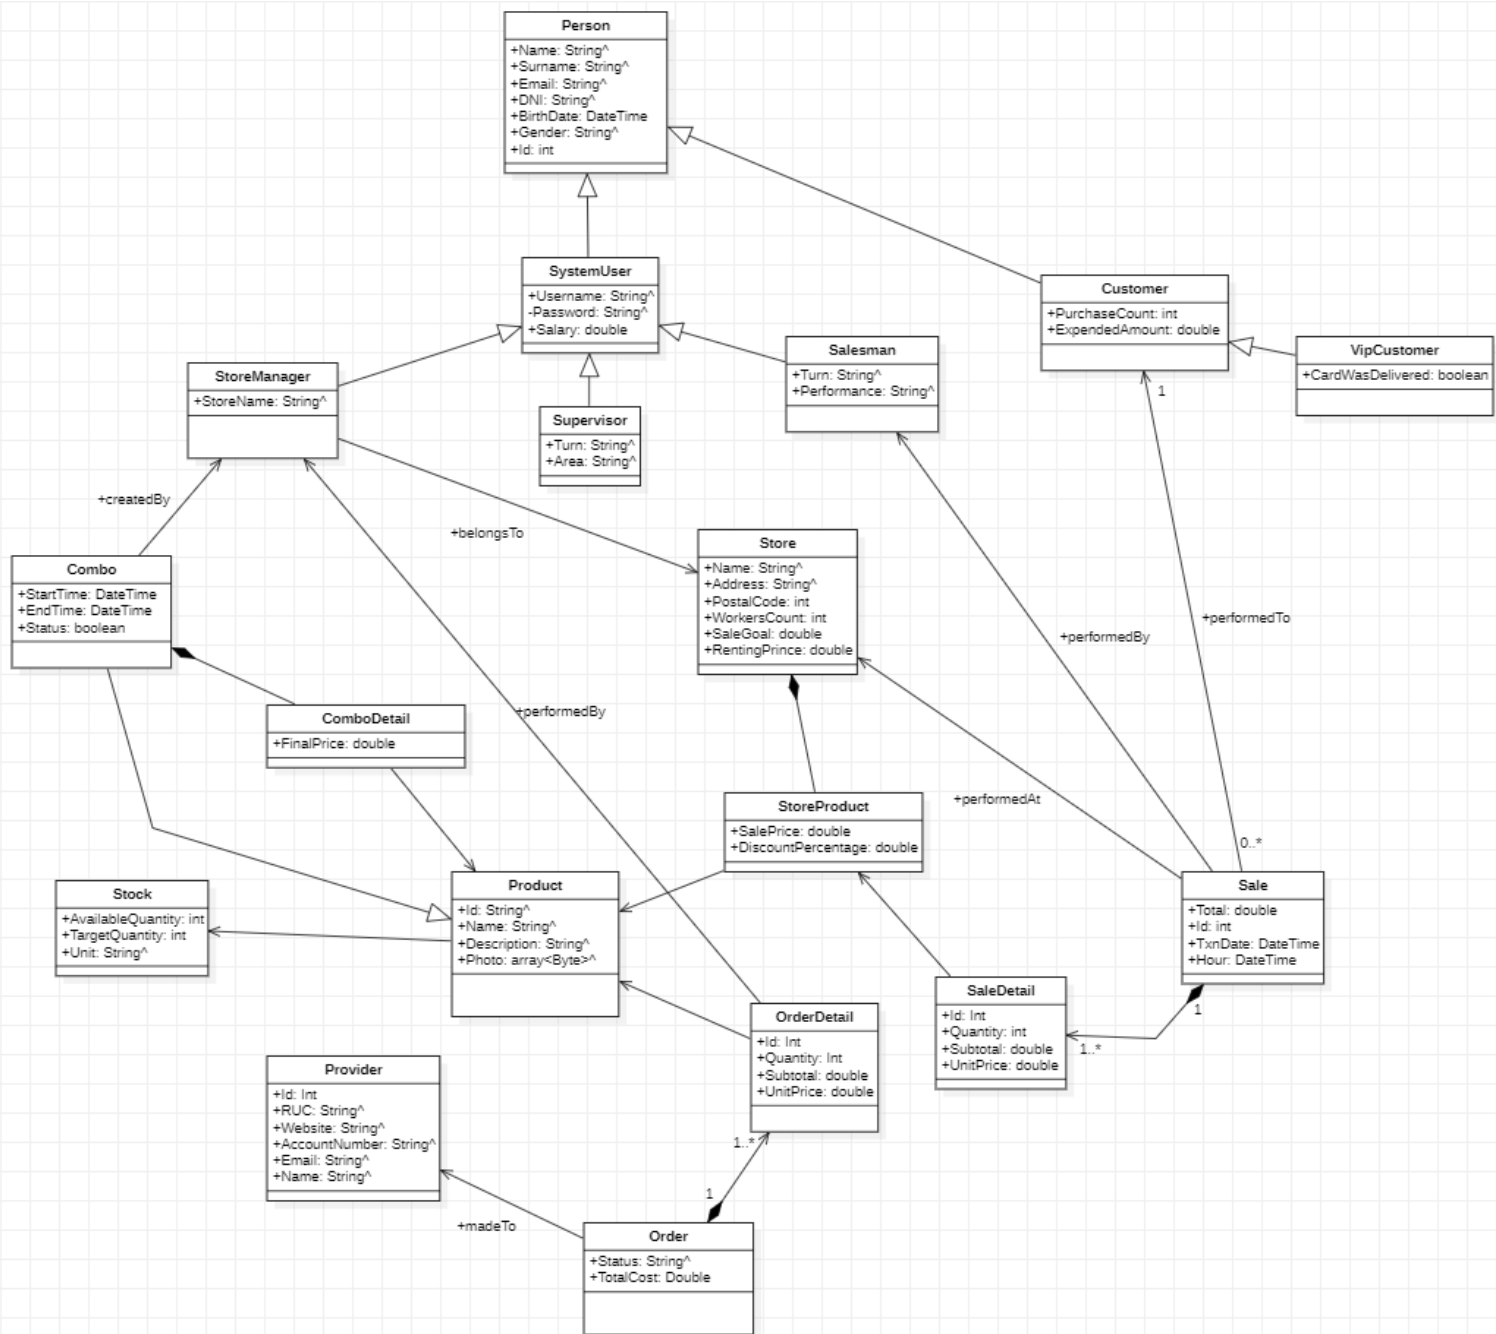 Person
+Name: String^
+Surname: String^
+Email: String^
+DNI: String^
+BirthDate: DateTime
+Gender: String^
+Id: int
SystemUser
+Username: String^
-Password: String^
+Salary: double
Customer
+PurchaseCount: int
+ExpendedAmount: double
VipCustomer
+CardWasDelivered: boolean
Salesman
+Turn: String^
+Performance: String^
StoreManager
+StoreName: String^
Supervisor
+Turn: String^
+Area: String^
1
+createdBy
+belongsTo
Combo
+StartTime: DateTime
+EndTime: DateTime
+Status: boolean
Store
+Name: String^
+Address: String^
+PostalCode: int
+WorkersCount: int
+SaleGoal: double
+RentingPrince: double
+performedTo
+performedBy
ComboDetail
+FinalPrice: double
+performedBy
+performedAt
StoreProduct
+SalePrice: double
+DiscountPercentage: double
0..*
Stock
+AvailableQuantity: int
+TargetQuantity: int
+Unit: String^
Product
+Id: String^
+Name: String^
+Description: String^
+Photo: array<Byte>^
Sale
+Total: double
+Id: int
+TxnDate: DateTime
+Hour: DateTime
SaleDetail
+Id: Int
+Quantity: int
+Subtotal: double
+UnitPrice: double
1
1..*
OrderDetail
+Id: Int
+Quantity: Int
+Subtotal: double
+UnitPrice: double
Provider
+Id: Int
+RUC: String^
+Website: String^
+AccountNumber: String^
+Email: String^
+Name: String^
1..*
1
+madeTo
Order
+Status: String^
+TotalCost: Double